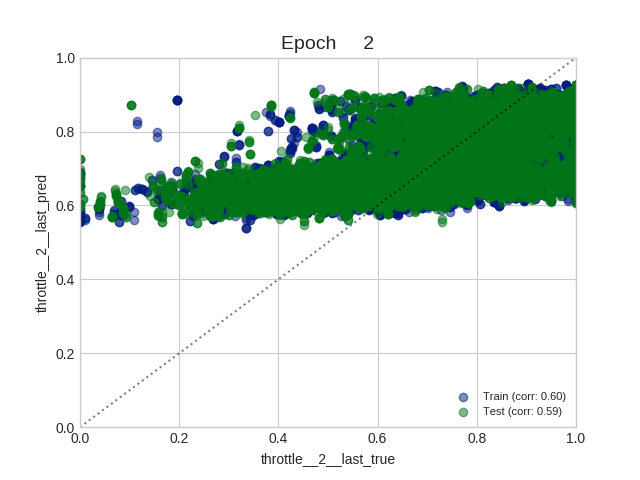 Epoch 2
1.0
0.8
0.6
0.4
0.2
0.0
throttle__2__last_pred
Train (corr: 0.60)
Test (corr: 0.59)
0.0 0.2 0.4 0.6 0.8 1.0
throttle__2__last_true